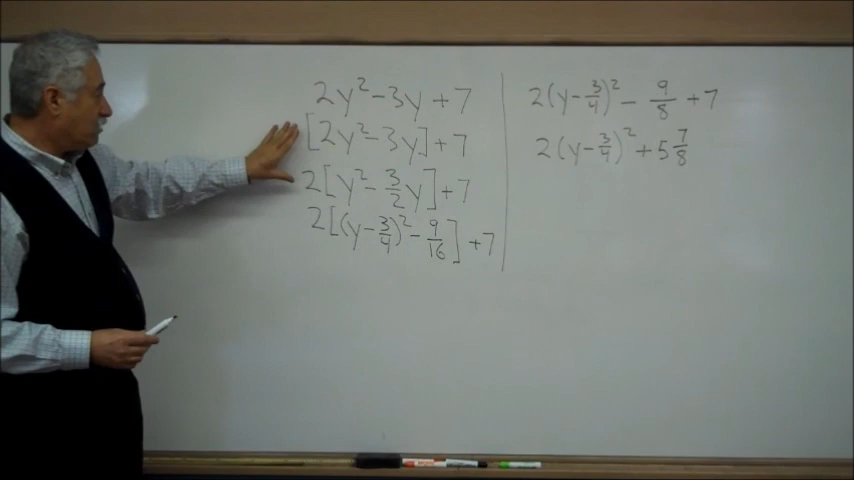 2y²-3y+7
[2y²-3y]+7
2[y²-3/2y]+7
2[(y-3/4)²-9/16]+7
2(y-3/4)²-9/8+7
2(y-3/4)²+5 7/8